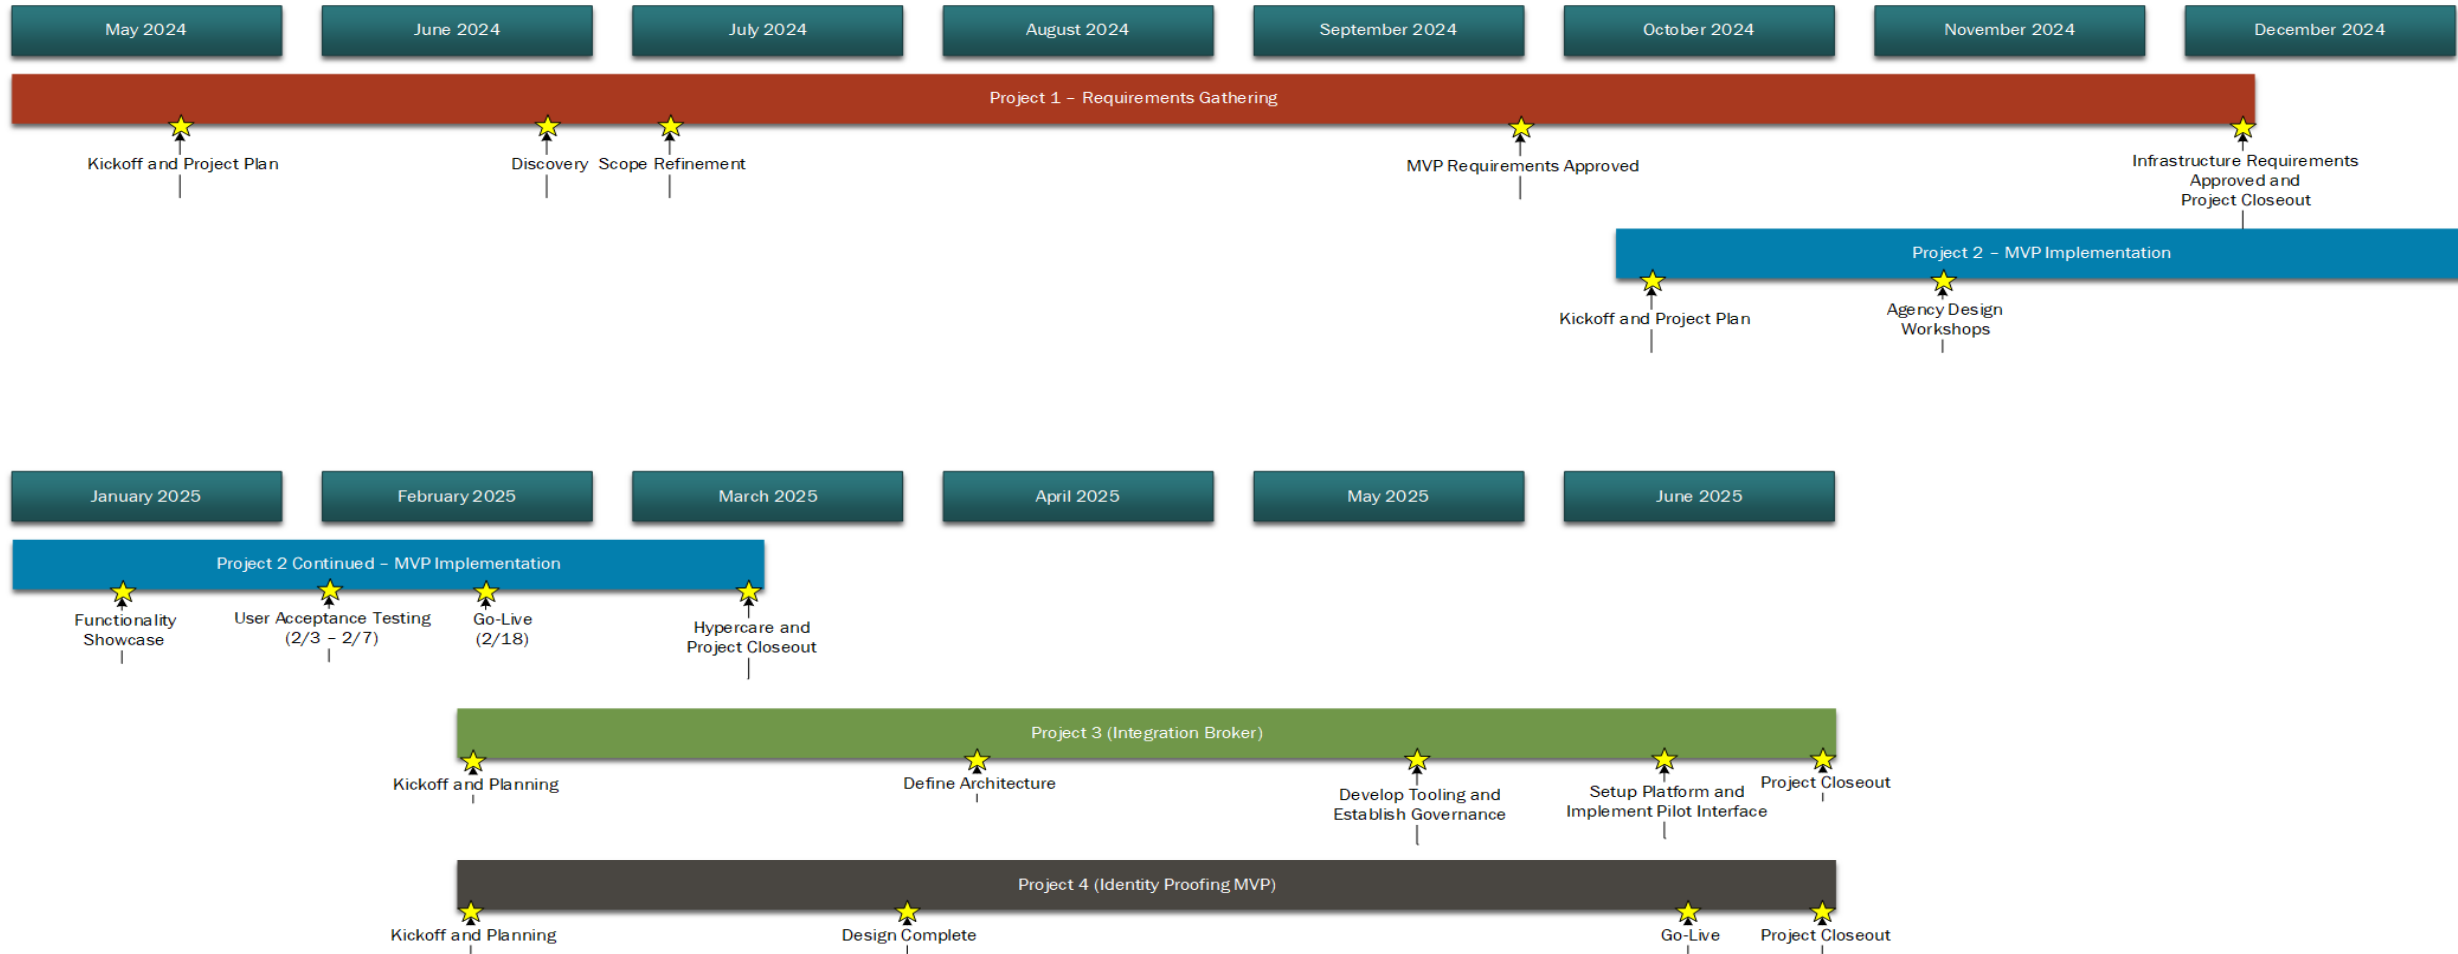 May 2024
June 2024
July 2024
August 2024
September 2024
October 2024
November 2024
December 2024
Project 1 – Requirements Gathering
Kickoff and Project Plan
Discovery
Scope Refinement
MVP Requirements Approved
Infrastructure Requirements
Approved and
Project Closeout
Project 2 – MVP Implementation
Kickoff and Project Plan
Agency Design
Workshops
January 2025
February 2025
March 2025
April 2025
May 2025
June 2025
Project 2 Continued – MVP Implementation
Functionality
Showcase
User Acceptance Testing
(2/3 – 2/7)
Go-Live
(2/18)
Hypercare and
Project Closeout
Project 3 (Integration Broker)
Kickoff and Planning
Define Architecture
Develop Tooling and
Establish Governance
Setup Platform and
Implement Pilot Interface
Project Closeout
Project 4 (Identity Proofing MVP)
Kickoff and Planning
Design Complete
Go-Live
Project Closeout